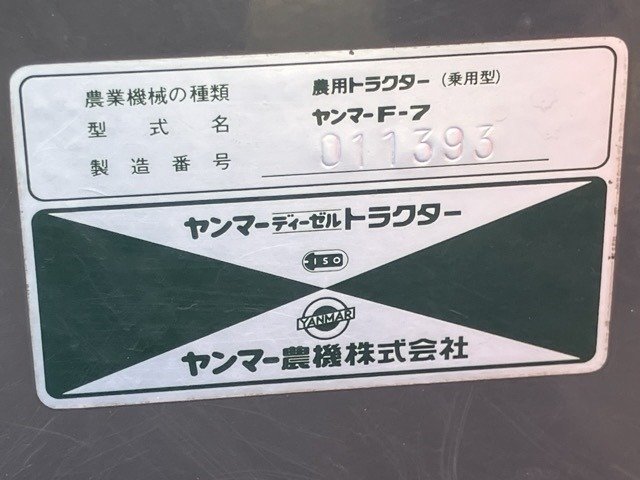 農業機械の種類 農用トラクター (乗用型)
型式名 ヤンマーF-7
製造番号 011393
ヤンマーディーゼルトラクター
ISO
YANMAR
ヤンマー農機株式会社